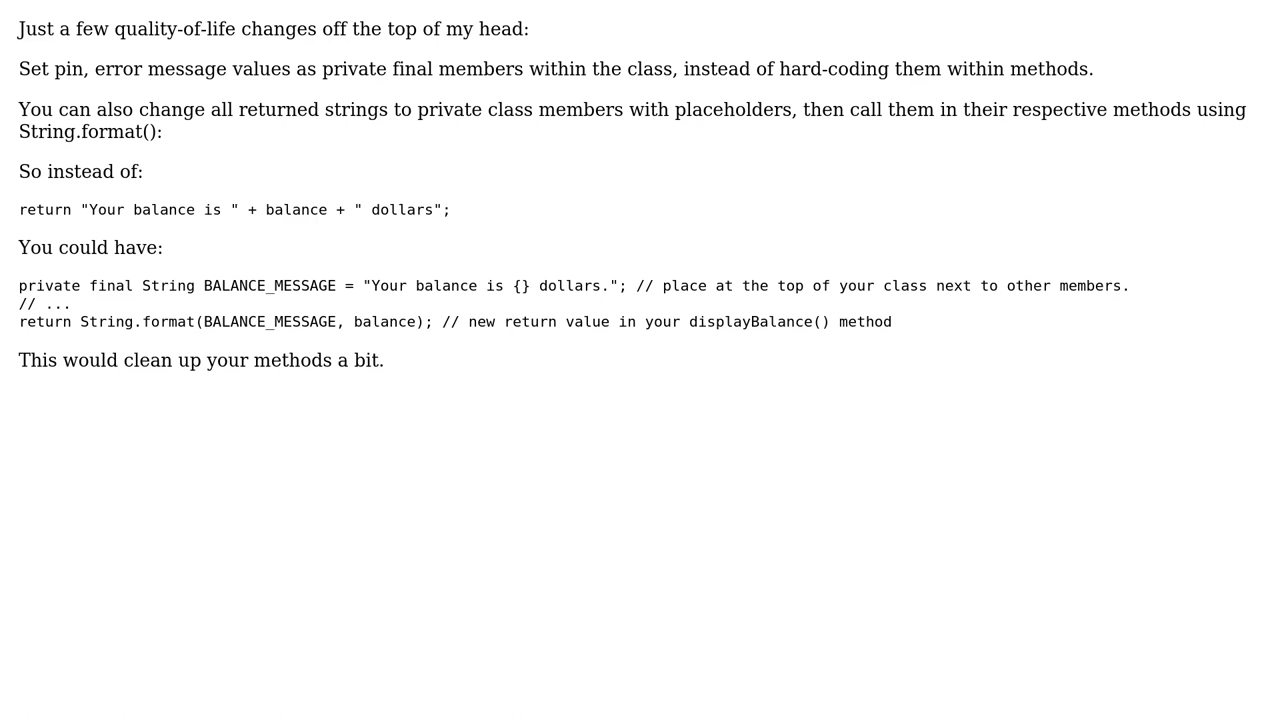 Just a few quality-of-life changes off the top of my head:
Set pin, error message values as private final members within the class, instead of hard-coding them within methods.
You can also change all returned strings to private class members with placeholders, then call them in their respective methods using
String.format():
So instead of:
return "Your balance is " + balance + " dollars";
You could have:
private final String BALANCE_MESSAGE = "Your balance is {} dollars."; // place at the top of your class next to other members.
// ...
return String.format(BALANCE_MESSAGE, balance); // new return value in your displayBalance() method
This would clean up your methods a bit.